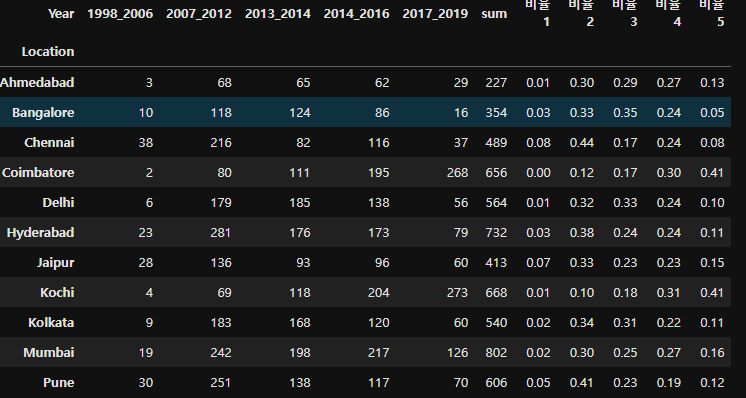 Year 1998_2006 2007_2012 2013_2014 2014_2016 2017_2019 sum 비율 1 비율 2 비율 3 비율 4 비율 5
Location
Ahmedabad 3 68 65 62 29 227 0.01 0.30 0.29 0.27 0.13
Bangalore 10 118 124 86 16 354 0.03 0.33 0.35 0.24 0.05
Chennai 38 216 82 116 37 489 0.08 0.44 0.17 0.24 0.08
Coimbatore 2 80 111 195 268 656 0.00 0.12 0.17 0.30 0.41
Delhi 6 179 185 138 56 564 0.01 0.32 0.33 0.24 0.10
Hyderabad 23 281 176 173 79 732 0.03 0.38 0.24 0.24 0.11
Jaipur 28 136 93 96 60 413 0.07 0.33 0.23 0.23 0.15
Kochi 4 69 118 204 273 668 0.01 0.10 0.18 0.31 0.41
Kolkata 9 183 168 120 60 540 0.02 0.34 0.31 0.22 0.11
Mumbai 19 242 198 217 126 802 0.02 0.30 0.25 0.27 0.16
Pune 30 251 138 117 70 606 0.05 0.41 0.23 0.19 0.12